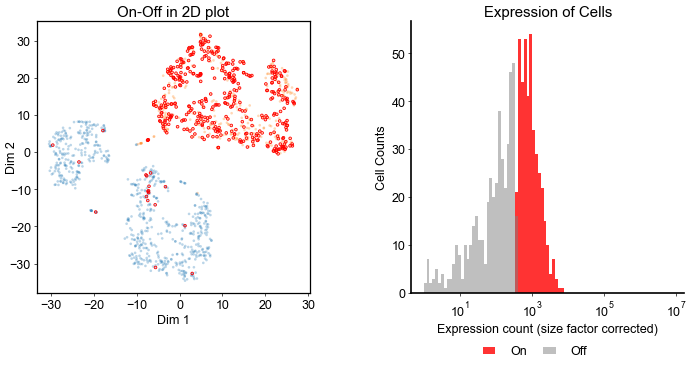 On-Off in 2D plot
Expression of Cells
Dim 2
30
20
10
0
−10
−20
−30
−30 −20 −10 0 10 20 30
Dim 1
Cell Counts
50
40
30
20
10
0
10^1 10^3 10^5 10^7
Expression count (size factor corrected)
On Off